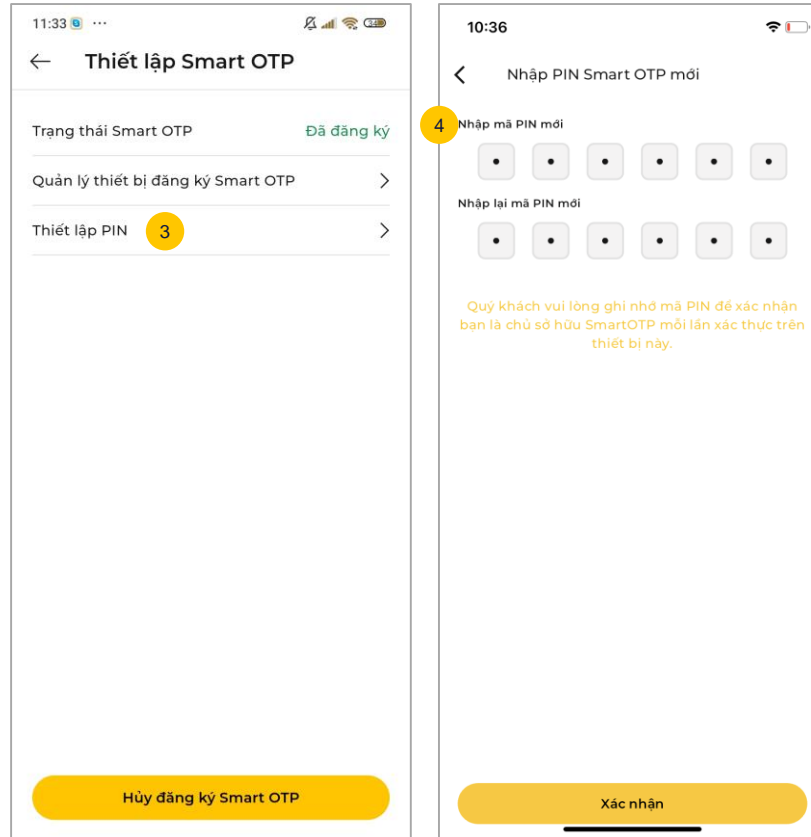 11:33
Thiết lập Smart OTP
Trạng thái Smart OTP Đã đăng ký
Quản lý thiết bị đăng ký Smart OTP
Thiết lập PIN 3
Hủy đăng ký Smart OTP
10:36
Nhập PIN Smart OTP mới
4 Nhập mã PIN mới
Nhập lại mã PIN mới
Quý khách vui lòng ghi nhớ mã PIN để xác nhận
bạn là chủ sở hữu SmartOTP mỗi lần xác thực trên
thiết bị này.
Xác nhận